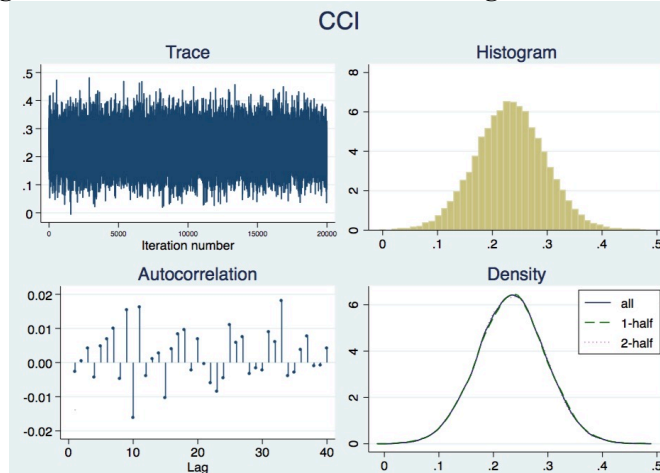 CCI
Trace
.5
.4
.3
.2
.1
0
0 5000 10000 15000 20000
Iteration number
Histogram
8
6
4
2
0
0 .1 .2 .3 .4 .5
Autocorrelation
0.02
0.01
0.00
-0.01
-0.02
0 10 20 30 40
Lag
Density
all
1-half
2-half
6
4
2
0
0 .1 .2 .3 .4 .5